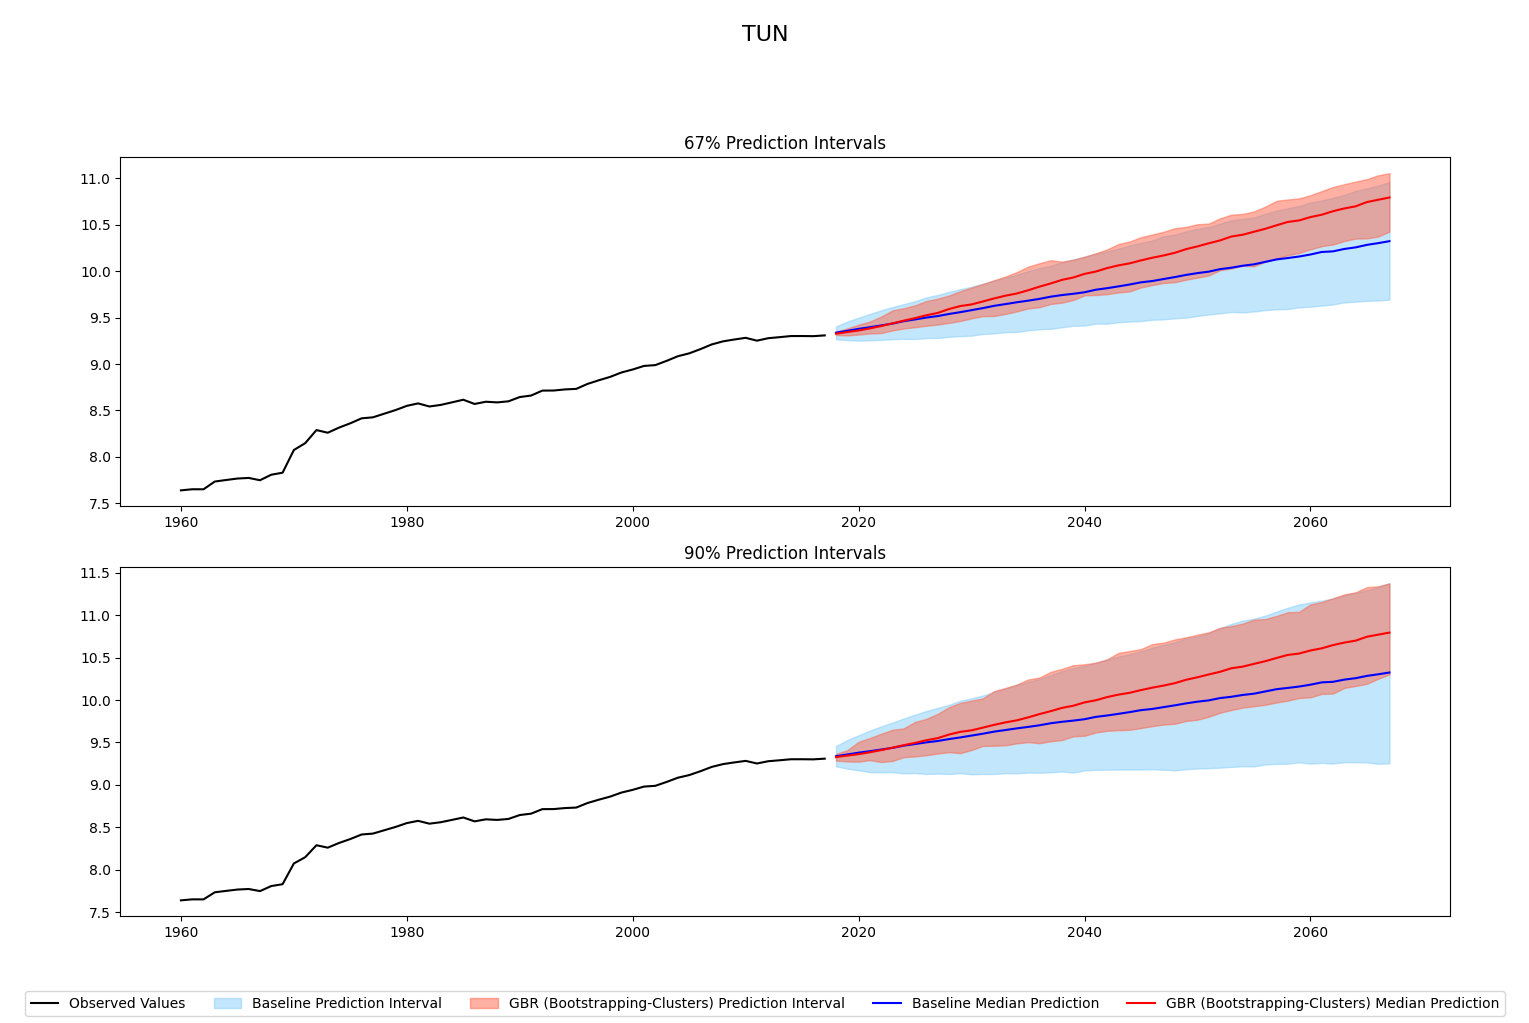 TUN
67% Prediction Intervals
11.0
10.5
10.0
9.5
9.0
8.5
8.0
7.5
1960 1980 2000 2020 2040 2060
90% Prediction Intervals
11.5
11.0
10.5
10.0
9.5
9.0
8.5
8.0
7.5
1960 1980 2000 2020 2040 2060
Observed Values Baseline Prediction Interval GBR (Bootstrapping-Clusters) Prediction Interval Baseline Median Prediction GBR (Bootstrapping-Clusters) Median Prediction